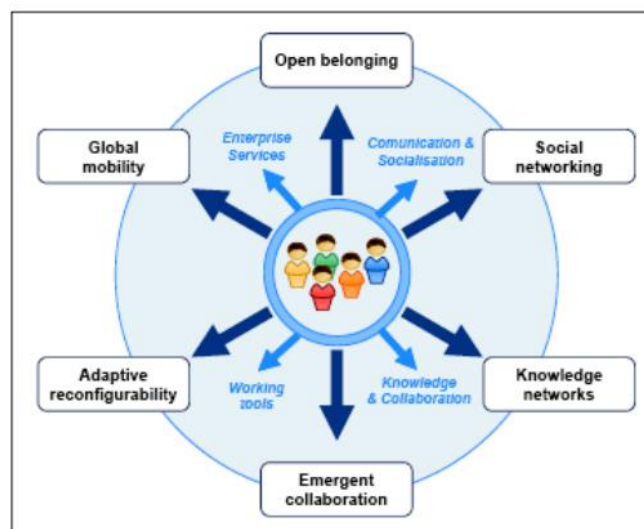 Open belonging
Global
mobility
Enterprise
Services
Comunication &
Socialisation
Social
networking
Adaptive
reconfigurability
Working
tools
Knowledge
& Collaboration
Knowledge
networks
Emergent
collaboration